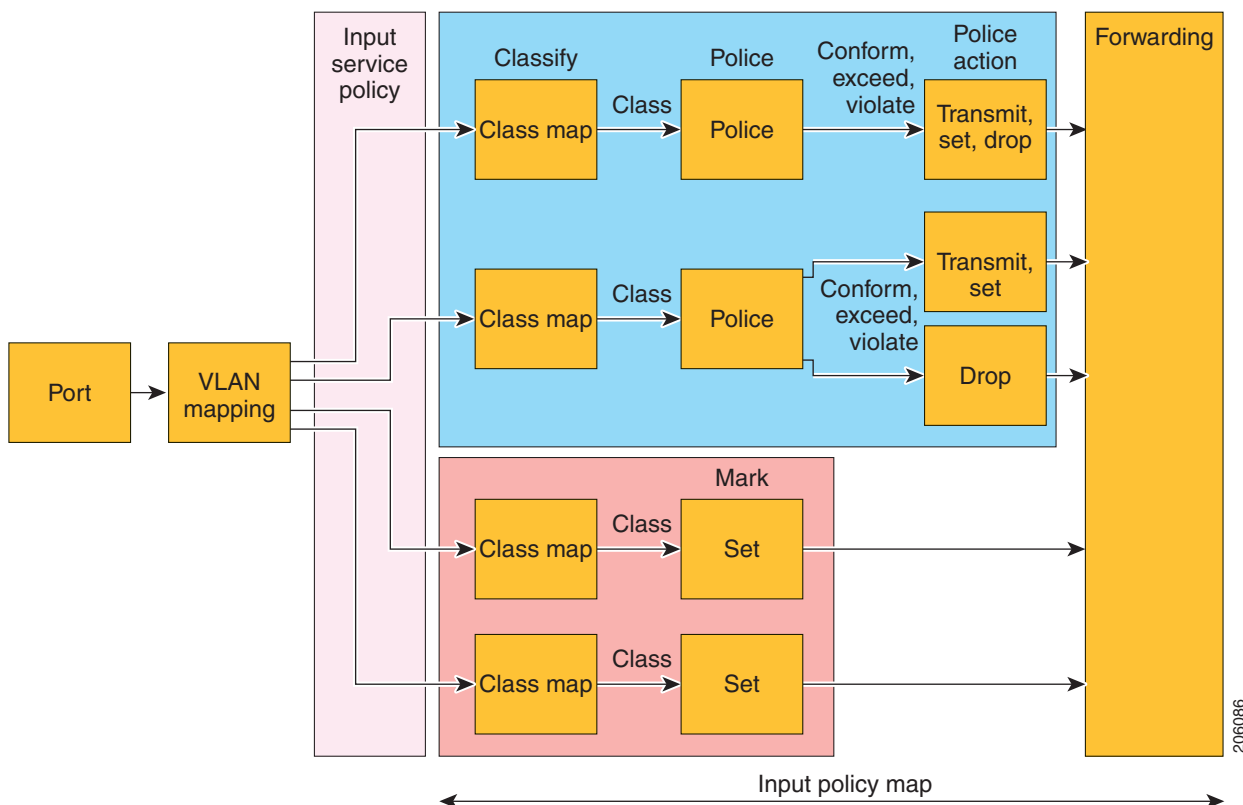 Input
service
policy
Classify
Police
Conform,
exceed,
violate
Police
action
Forwarding
Class map
Class
Police
Transmit,
set, drop
Class map
Class
Police
Conform,
exceed,
violate
Transmit,
set
Drop
Port
VLAN
mapping
Mark
Class map
Class
Set
Class map
Class
Set
206086
Input policy map